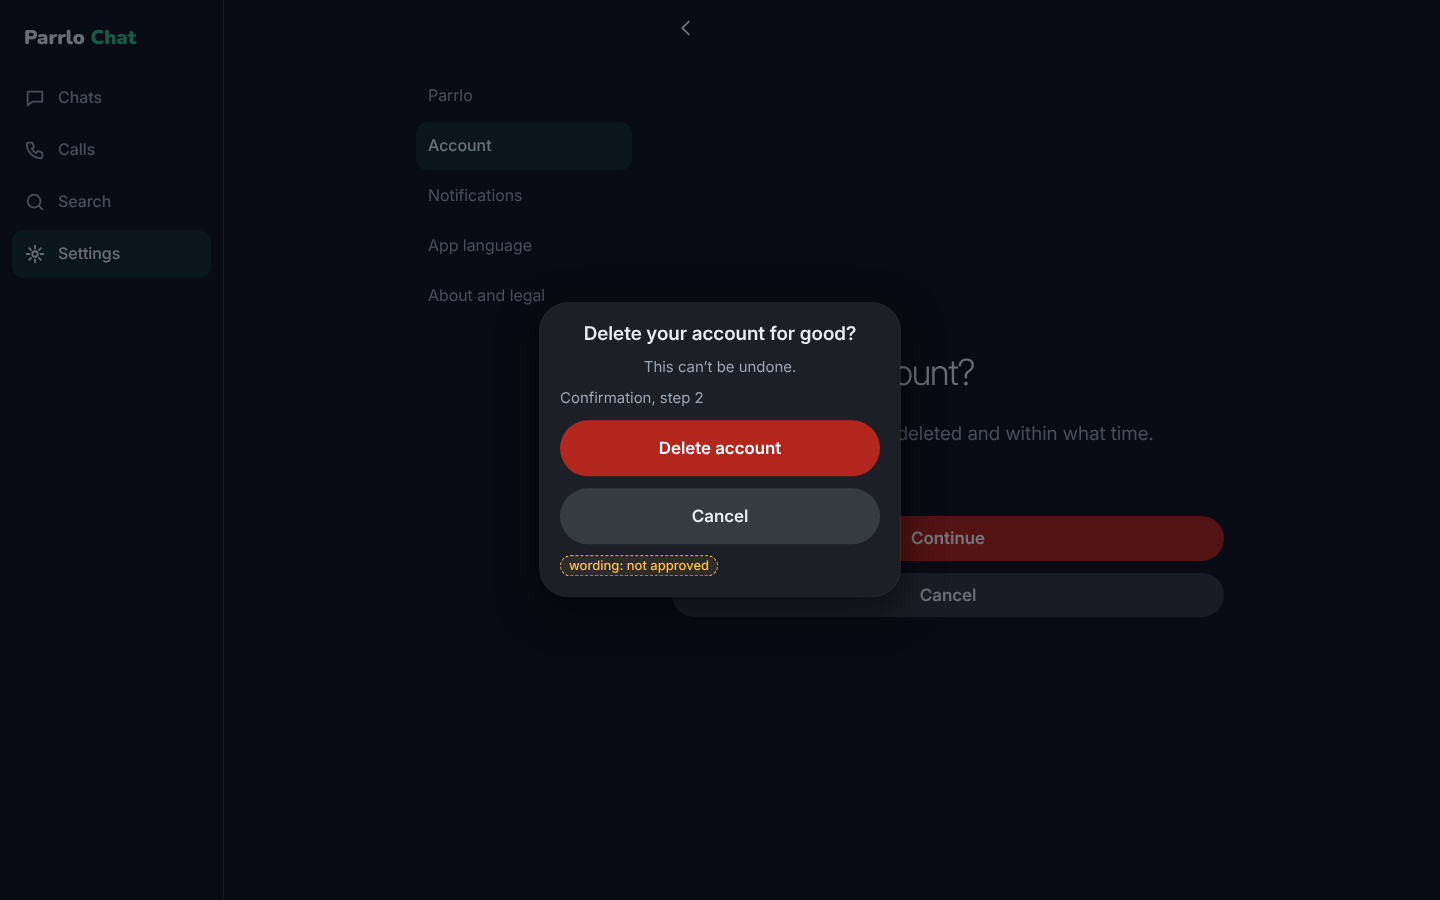 Parrlo Chat
Chats
Calls
Search
Settings
Parrlo
Account
Notifications
App language
About and legal
Delete your account for good?
This can’t be undone.
Confirmation, step 2
Delete account
Cancel
wording: not approved
deleted and within what time.
Continue
Cancel